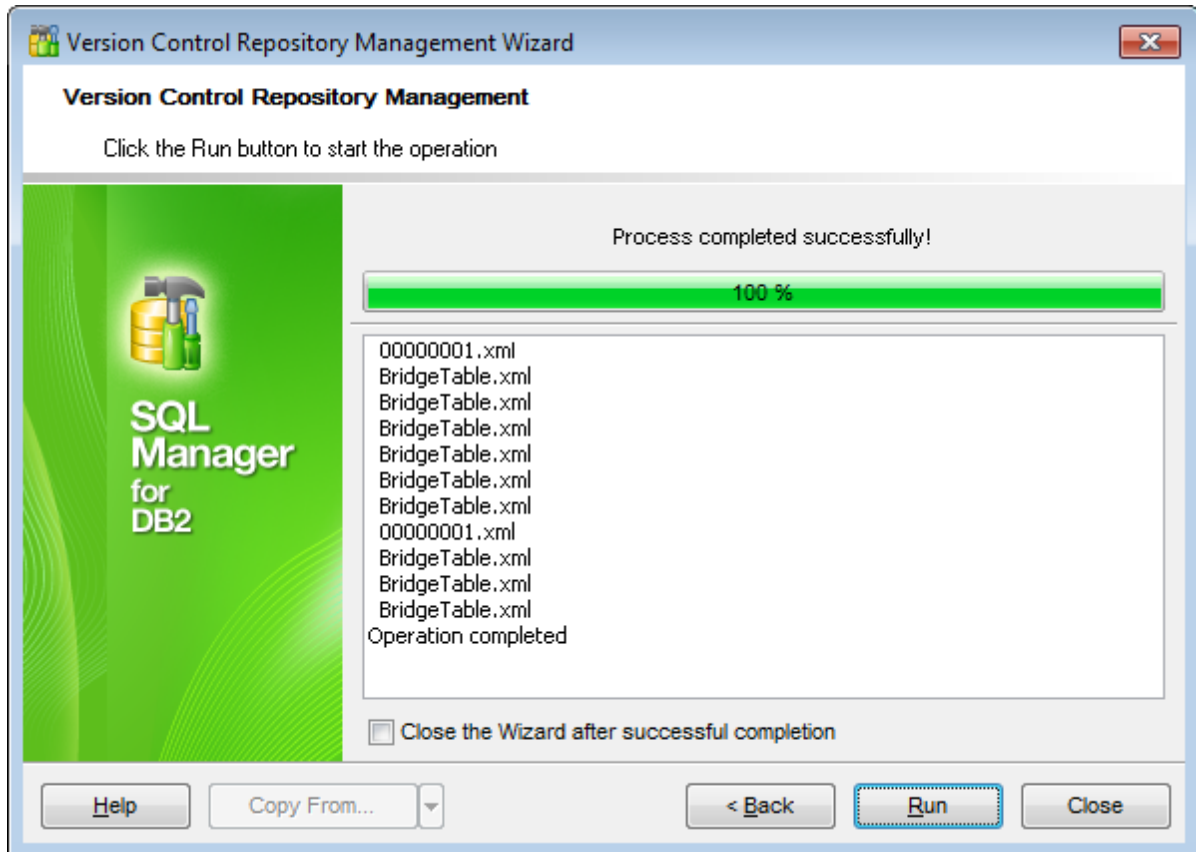 Version Control Repository Management Wizard
Version Control Repository Management
Click the Run button to start the operation
SQL
Manager
for
DB2
Process completed successfully!
100 %
00000001.xml
BridgeTable.xml
BridgeTable.xml
BridgeTable.xml
BridgeTable.xml
BridgeTable.xml
BridgeTable.xml
00000001.xml
BridgeTable.xml
BridgeTable.xml
BridgeTable.xml
Operation completed
Close the Wizard after successful completion
Help
Copy From...
< Back
Run
Close